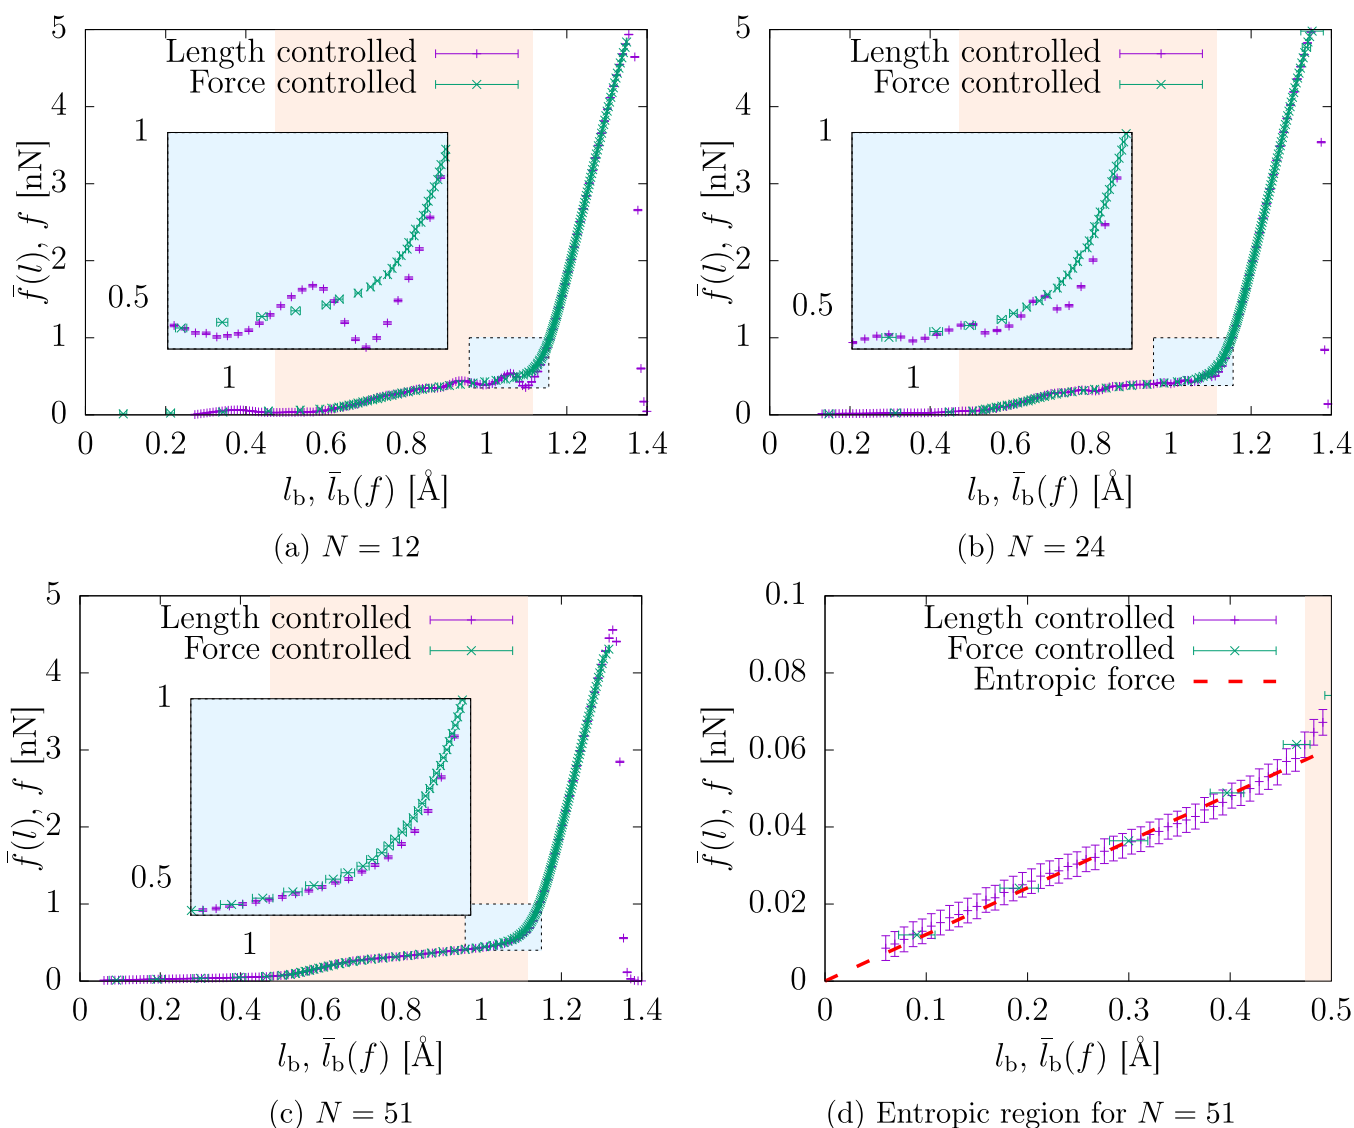 Length controlled
Force controlled
f̄(l), f [nN]
5
4
3
2
1
0
1
0.5
1
0 0.2 0.4 0.6 0.8 1 1.2 1.4
l_b, l̄_b(f) [Å]
(a) N = 12
Length controlled
Force controlled
f̄(l), f [nN]
5
4
3
2
1
0
1
0.5
1
0 0.2 0.4 0.6 0.8 1 1.2 1.4
l_b, l̄_b(f) [Å]
(b) N = 24
Length controlled
Force controlled
f̄(l), f [nN]
5
4
3
2
1
0
1
0.5
1
0 0.2 0.4 0.6 0.8 1 1.2 1.4
l_b, l̄_b(f) [Å]
(c) N = 51
Length controlled
Force controlled
Entropic force
f̄(l), f [nN]
0.1
0.08
0.06
0.04
0.02
0
0 0.1 0.2 0.3 0.4 0.5
l_b, l̄_b(f) [Å]
(d) Entropic region for N = 51